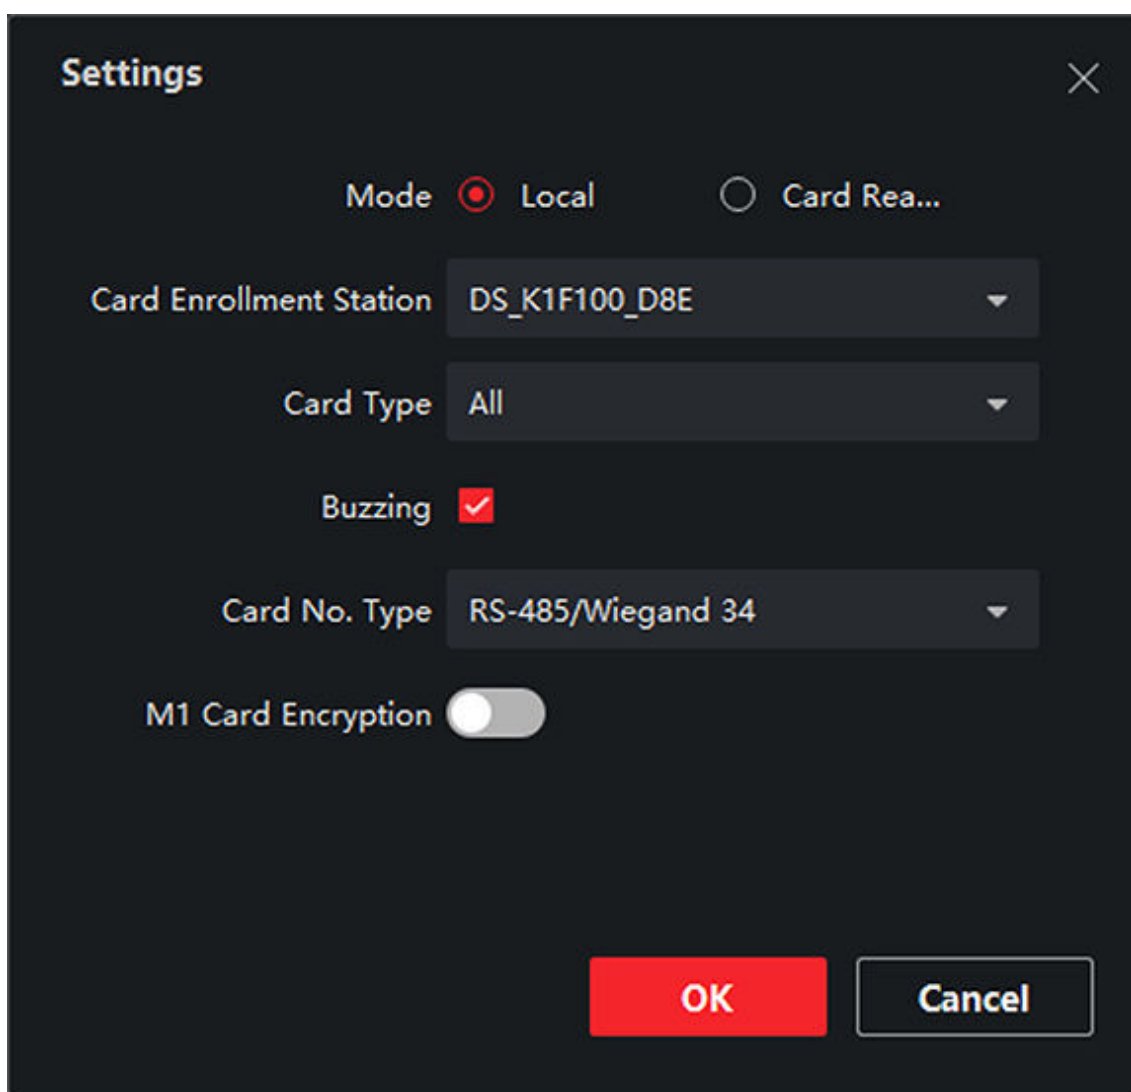 Settings
Mode Local Card Rea...
Card Enrollment Station DS_K1F100_D8E
Card Type All
Buzzing
Card No. Type RS-485/Wiegand 34
M1 Card Encryption
OK Cancel